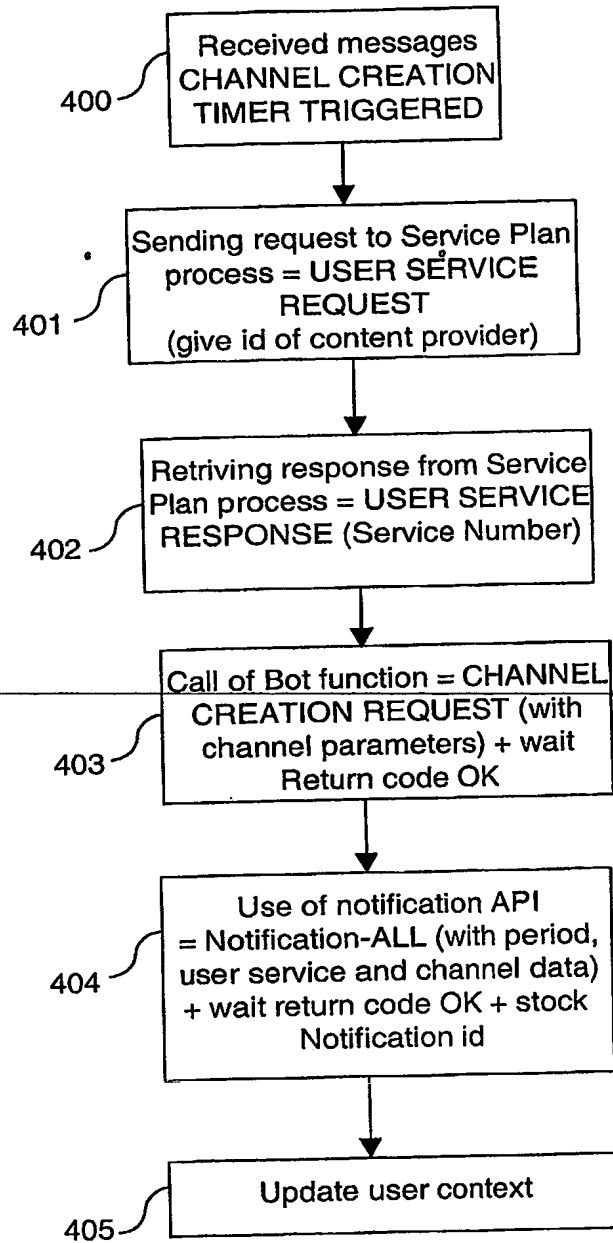 Received messages
CHANNEL CREATION
TIMER TRIGGERED
400
Sending request to Service Plan
process = USER SERVICE
REQUEST
(give id of content provider)
401
Retriving response from Service
Plan process = USER SERVICE
RESPONSE (Service Number)
402
Call of Bot function = CHANNEL
CREATION REQUEST (with
channel parameters) + wait
Return code OK
403
Use of notification API
= Notification-ALL (with period,
user service and channel data)
+ wait return code OK + stock
Notification id
404
Update user context
405